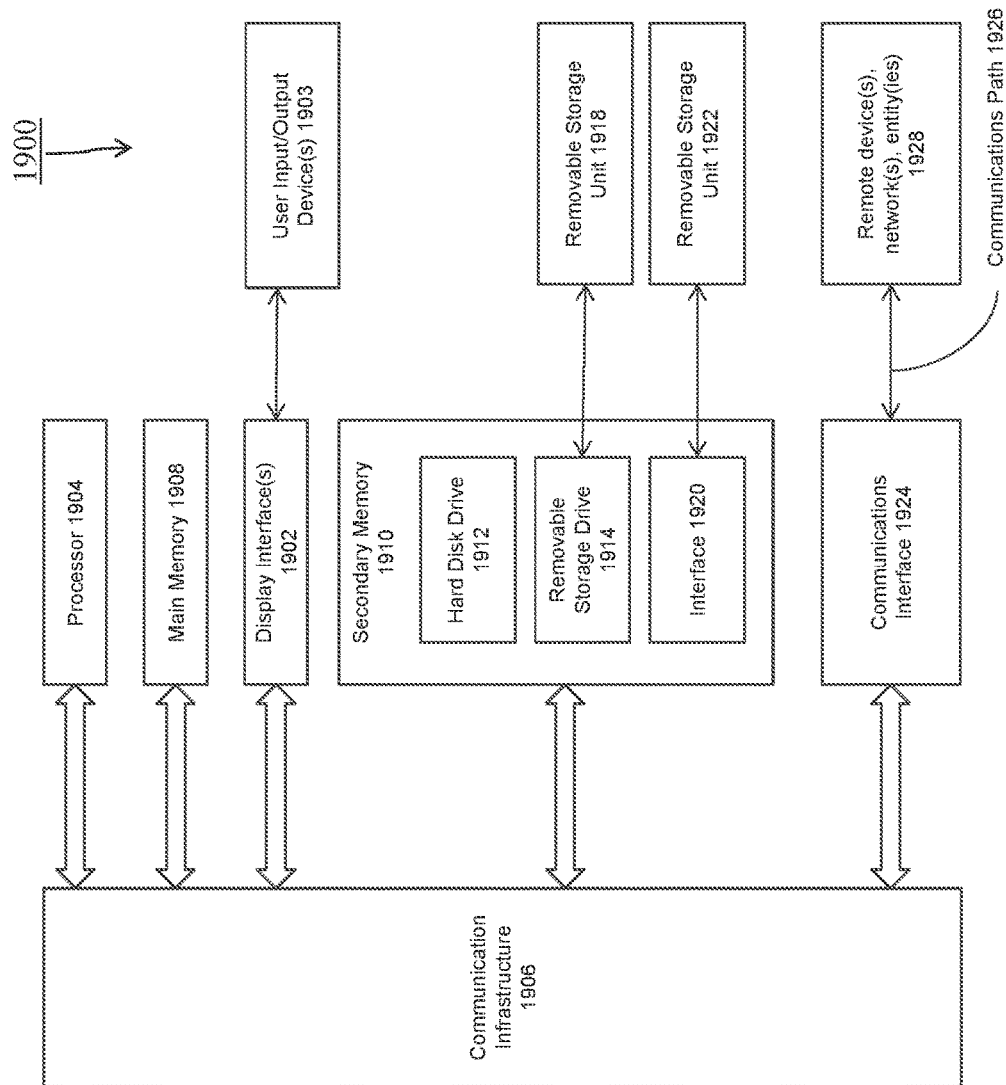 1900
Processor 1904
Main Memory 1908
Display Interface(s)
1902
User Input/Output
Device(s) 1903
Secondary Memory
1910
Hard Disk Drive
1912
Removable
Storage Drive
1914
Removable Storage
Unit 1918
Interface 1920
Removable Storage
Unit 1922
Communication
Infrastructure
1906
Communications
Interface 1924
Remote device(s),
network(s), entity(ies)
1928
Communications Path 1926